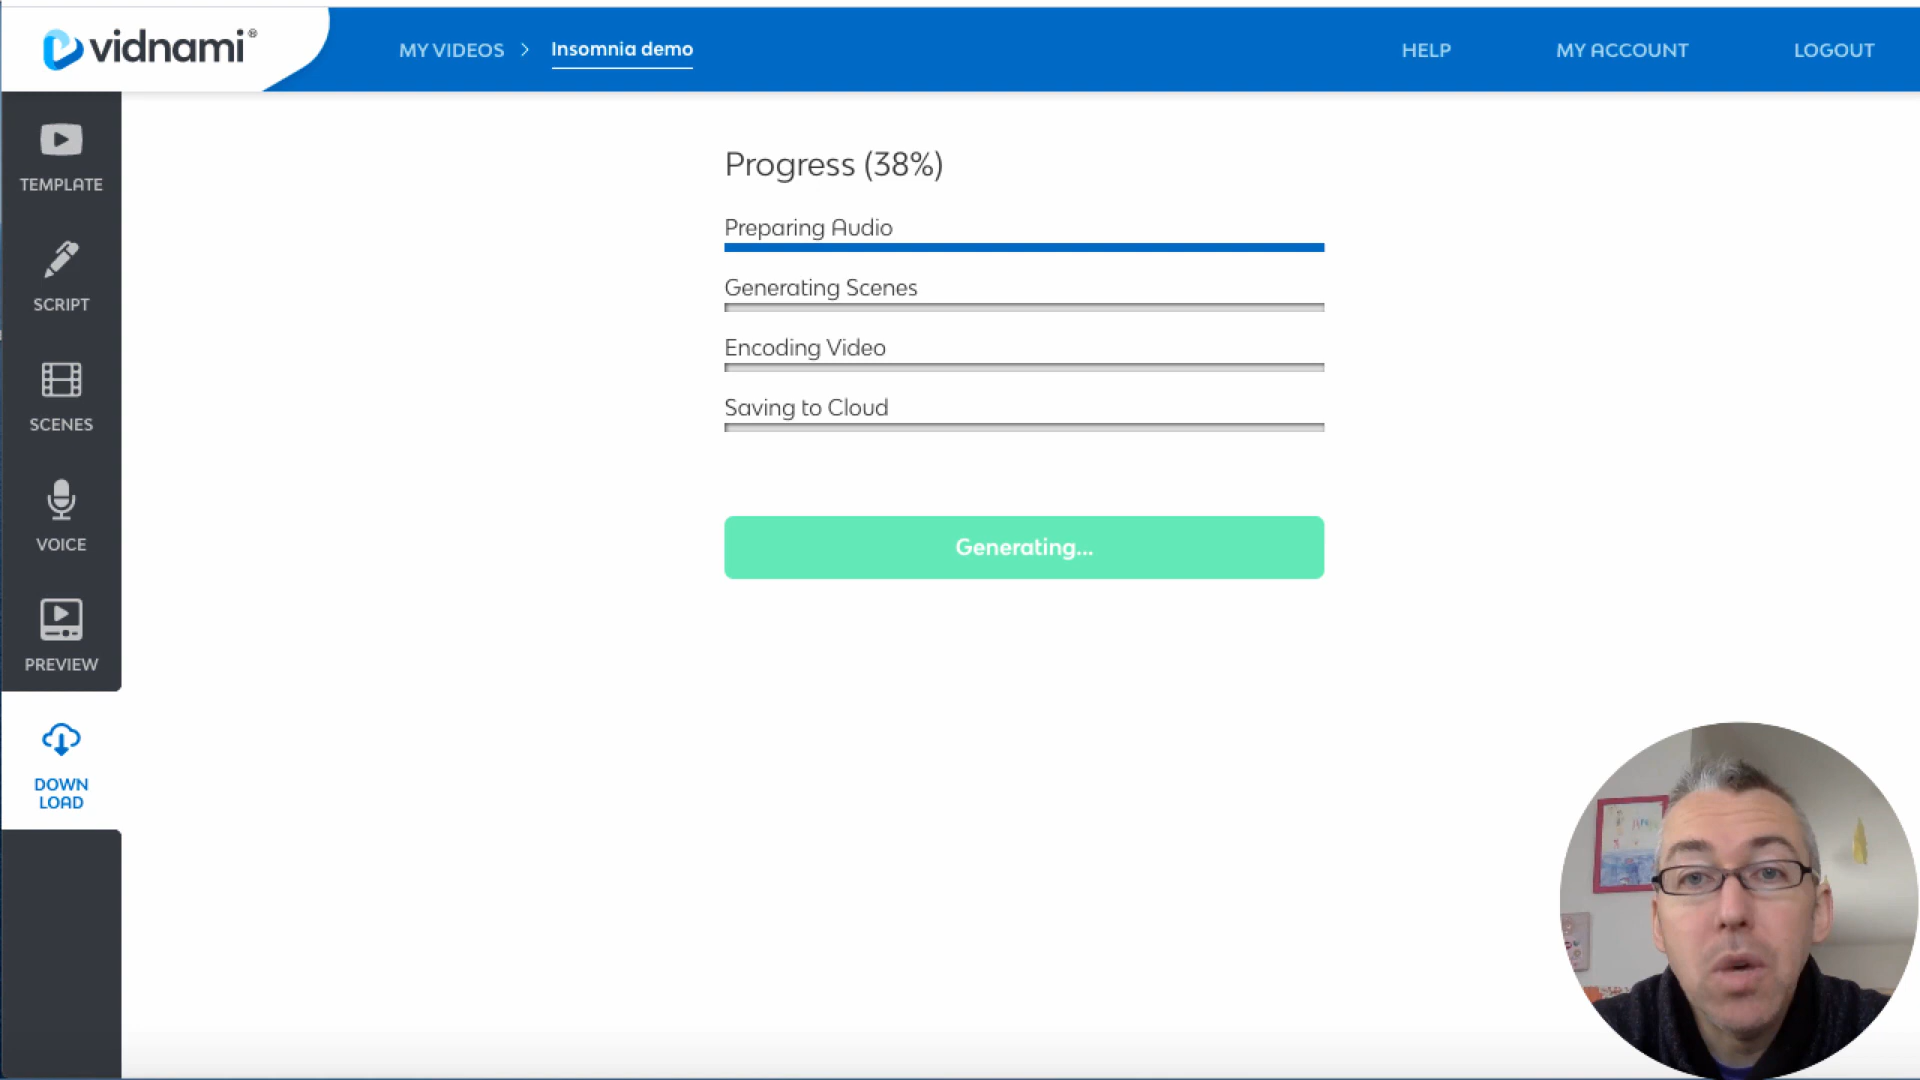 vidnami®
MY VIDEOS > Insomnia demo
HELP
MY ACCOUNT
LOGOUT
TEMPLATE
SCRIPT
SCENES
VOICE
PREVIEW
DOWN
LOAD
Progress (38%)
Preparing Audio
Generating Scenes
Encoding Video
Saving to Cloud
Generating...